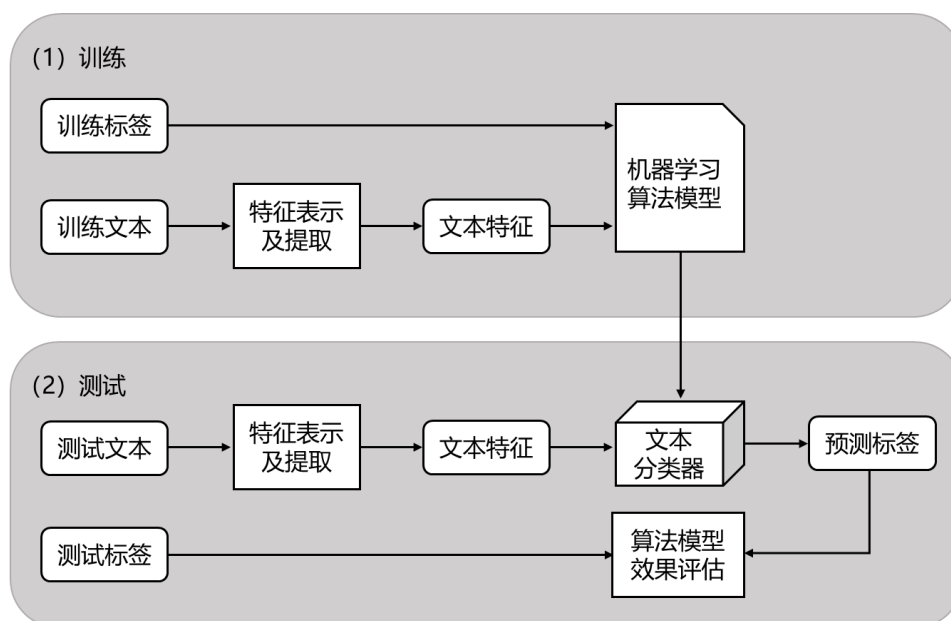 (1) 训练
训练标签
机器学习
算法模型
训练文本
特征表示
及提取
文本特征
(2) 测试
测试文本
特征表示
及提取
文本特征
文本
分类器
预测标签
测试标签
算法模型
效果评估